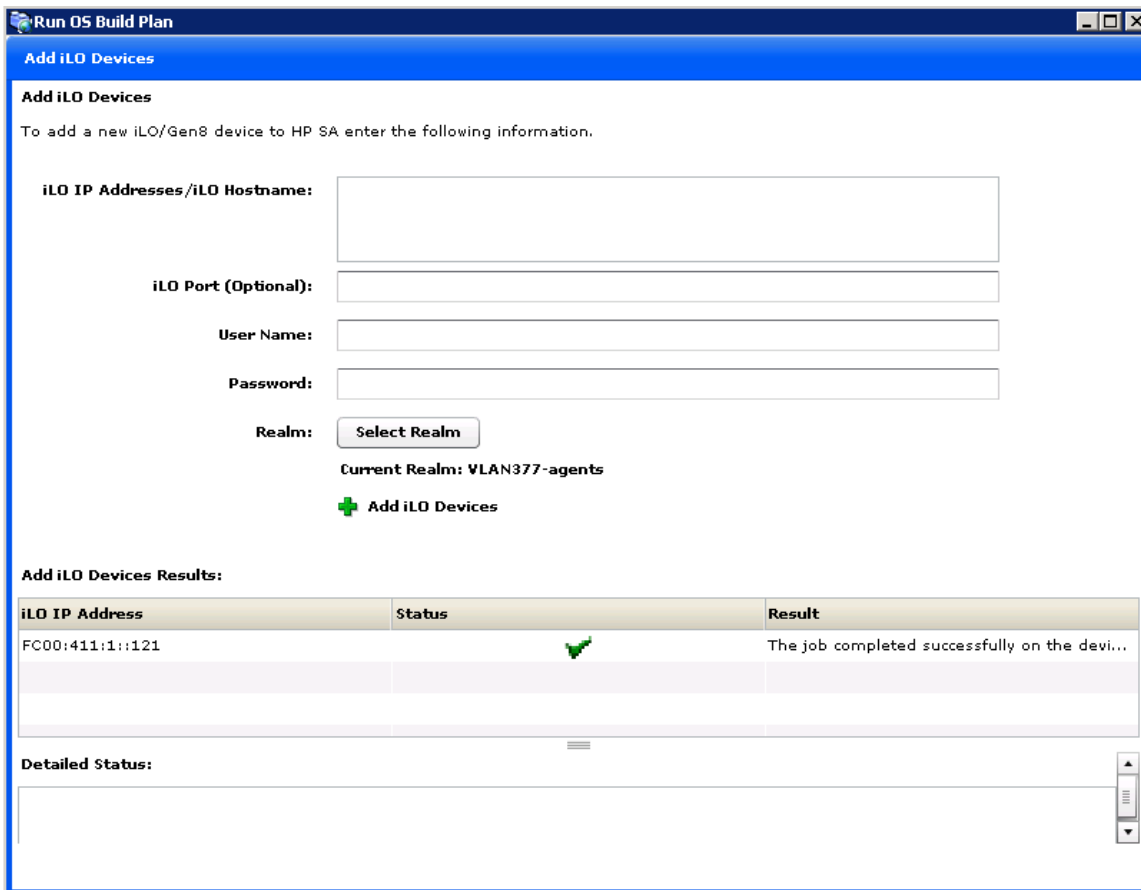 Run OS Build Plan
Add iLO Devices
Add iLO Devices
To add a new iLO/Gen8 device to HP SA enter the following information.
iLO IP Addresses/iLO Hostname:
iLO Port (Optional):
User Name:
Password:
Realm: Select Realm
Current Realm: VLAN377-agents
Add iLO Devices
Add iLO Devices Results:
iLO IP Address Status Result
FC00:411:1::121 The job completed successfully on the devi...
Detailed Status: